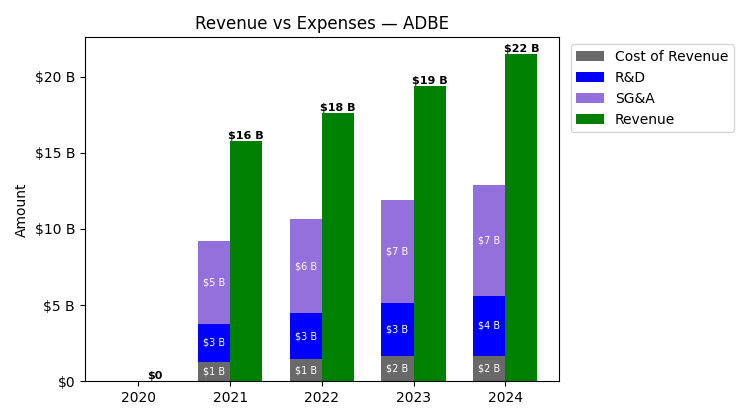 Revenue vs Expenses — ADBE
Cost of Revenue
R&D
SG&A
Revenue
Amount
$20 B
$15 B
$10 B
$5 B
$0
$0
$16 B
$5 B
$3 B
$1 B
$18 B
$6 B
$3 B
$1 B
$19 B
$7 B
$3 B
$2 B
$22 B
$7 B
$4 B
$2 B
2020
2021
2022
2023
2024